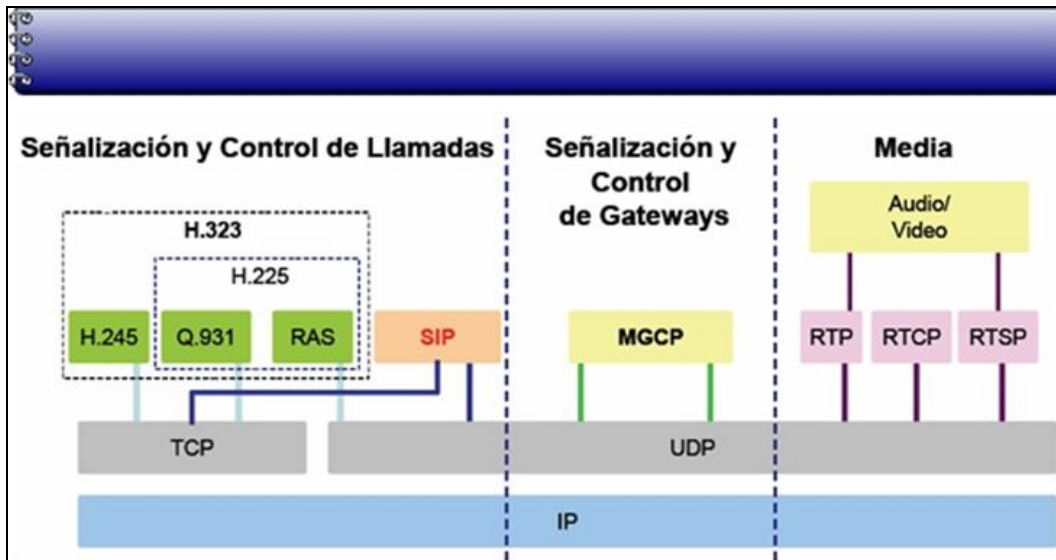 Señalización y Control de Llamadas
Señalización y
Control
de Gateways
Media
Audio/
Video
H.323
H.225
H.245
Q.931
RAS
SIP
MGCP
RTP
RTCP
RTSP
TCP
UDP
IP